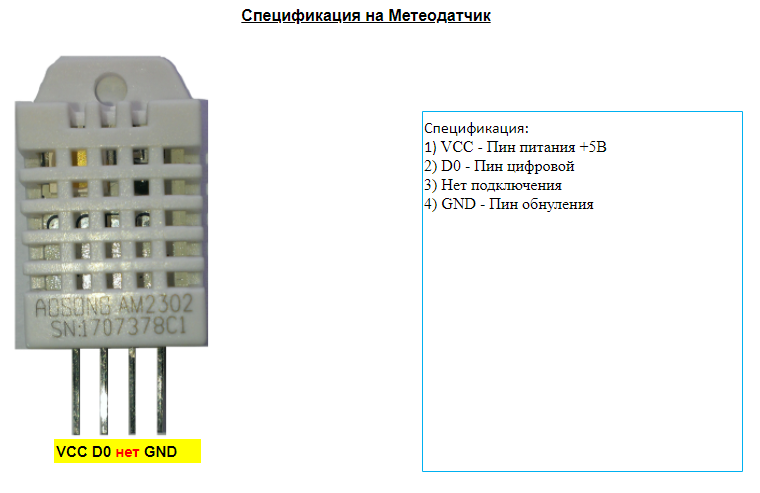 Спецификация на Метеодатчик
Спецификация:
1) VCC - Пин питания +5В
2) D0 - Пин цифровой
3) Нет подключения
4) GND - Пин обнуления
AOSONG AM2302
SN:1707378C1
VCC D0 нет GND